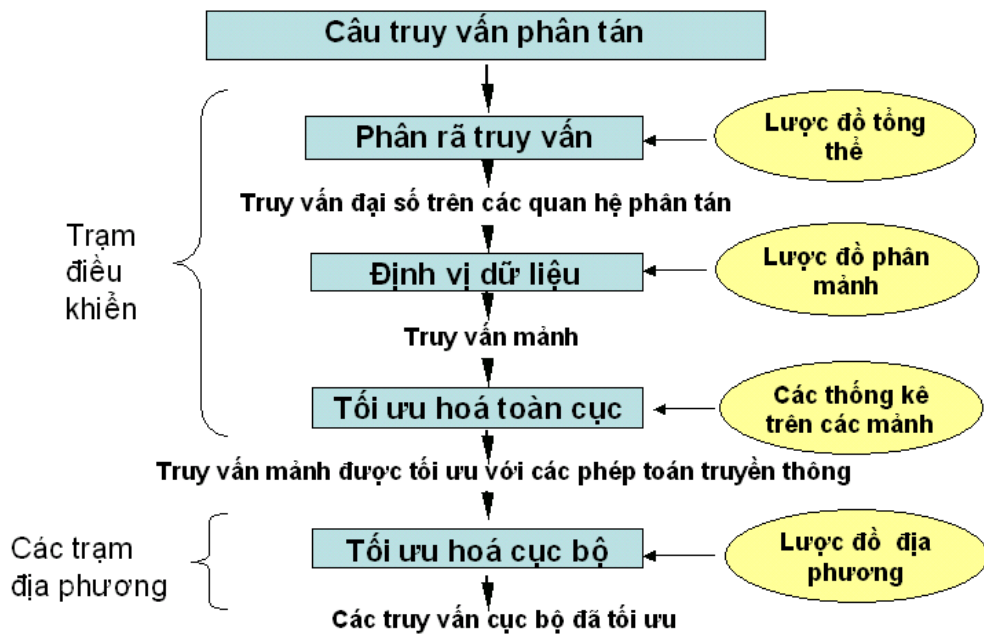 Câu truy vấn phân tán
Phân rã truy vấn
Lược đồ tổng
thể
Truy vấn đại số trên các quan hệ phân tán
Trạm
điều
khiển
Định vị dữ liệu
Lược đồ phân
mảnh
Truy vấn mảnh
Tối ưu hoá toàn cục
Các thống kê
trên các mảnh
Truy vấn mảnh được tối ưu với các phép toán truyền thông
Các trạm
địa phương
Tối ưu hoá cục bộ
Lược đồ địa
phương
Các truy vấn cục bộ đã tối ưu